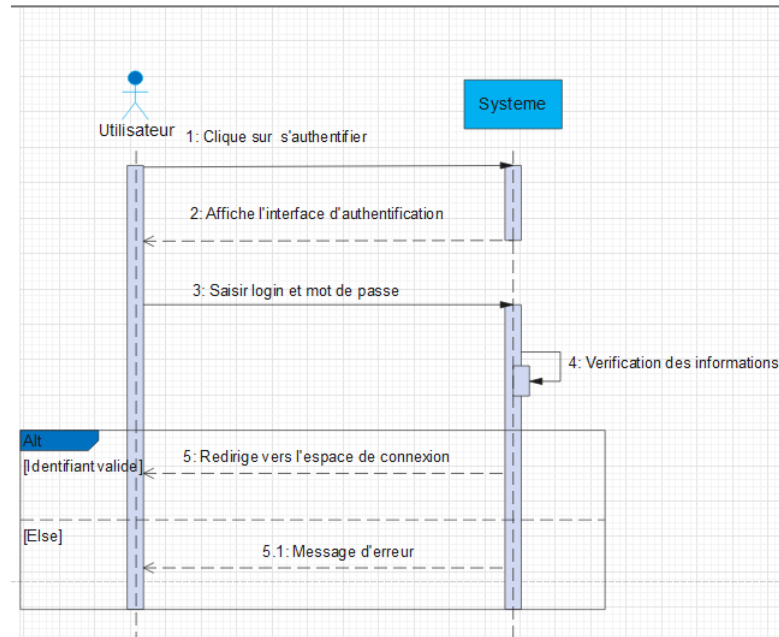 Systeme
Utilisateur
1: Clique sur s'authentifier
2: Affiche l'interface d'authentification
3: Saisir login et mot de passe
4: Verification des informations
Alt
[Identifiant valide]
5: Redirige vers l'espace de connexion
[Else]
5.1: Message d'erreur